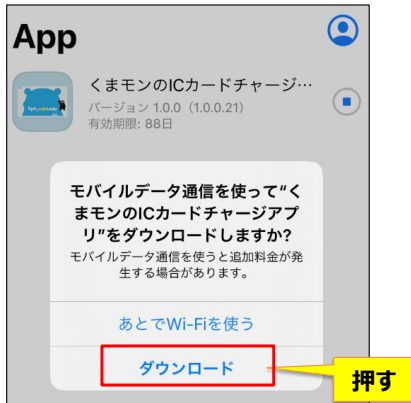 App
くまモンのICカードチャージ…
バージョン 1.0.0（1.0.0.21）
有効期限: 88日
モバイルデータ通信を使って“く
まモンのICカードチャージアプ
リ”をダウンロードしますか?
モバイルデータ通信を使うと追加料金が発
生する場合があります。
あとでWi-Fiを使う
ダウンロード
押す